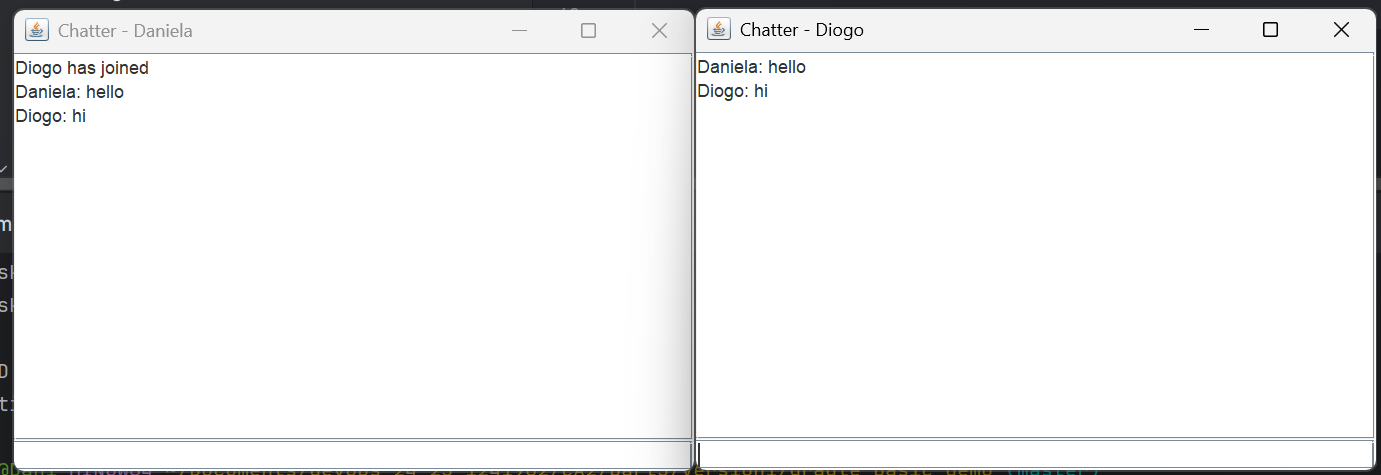 Chatter - Daniela
Diogo has joined
Daniela: hello
Diogo: hi
Chatter - Diogo
Daniela: hello
Diogo: hi